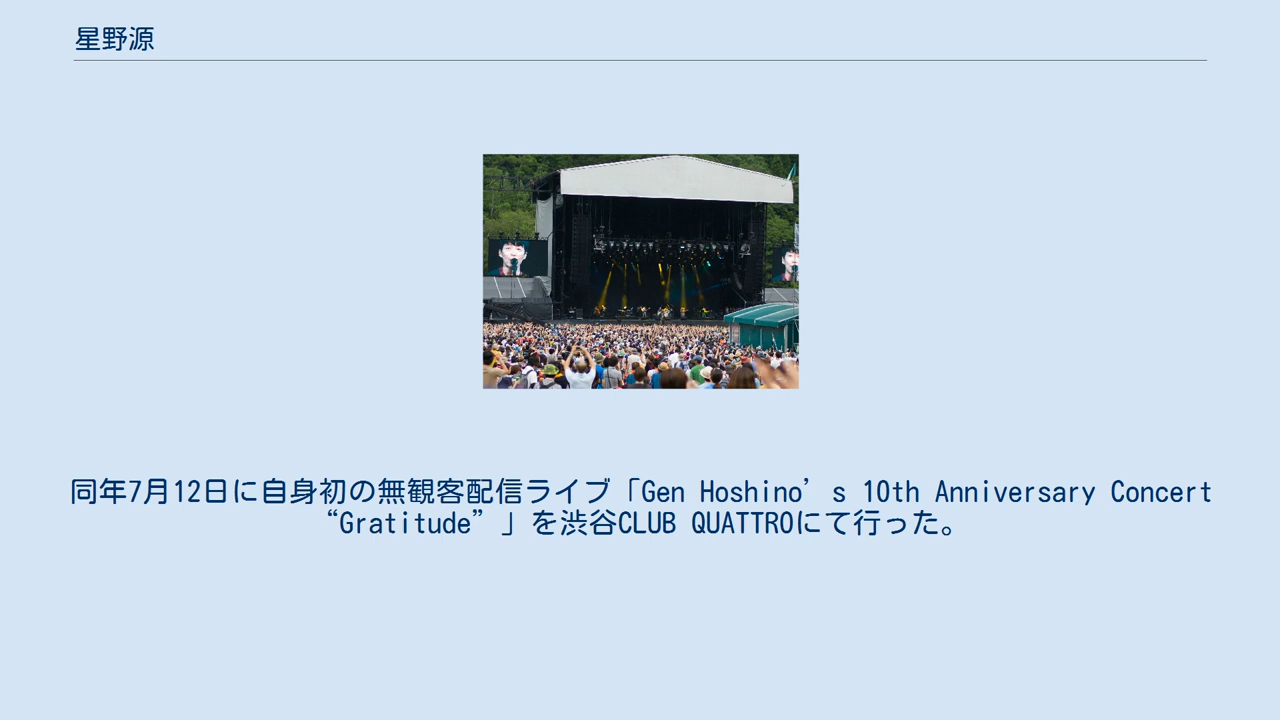 星野源
同年7月12日に自身初の無観客配信ライブ「Gen Hoshino’s 10th Anniversary Concert
“Gratitude”」を渋谷CLUB QUATTROにて行った。